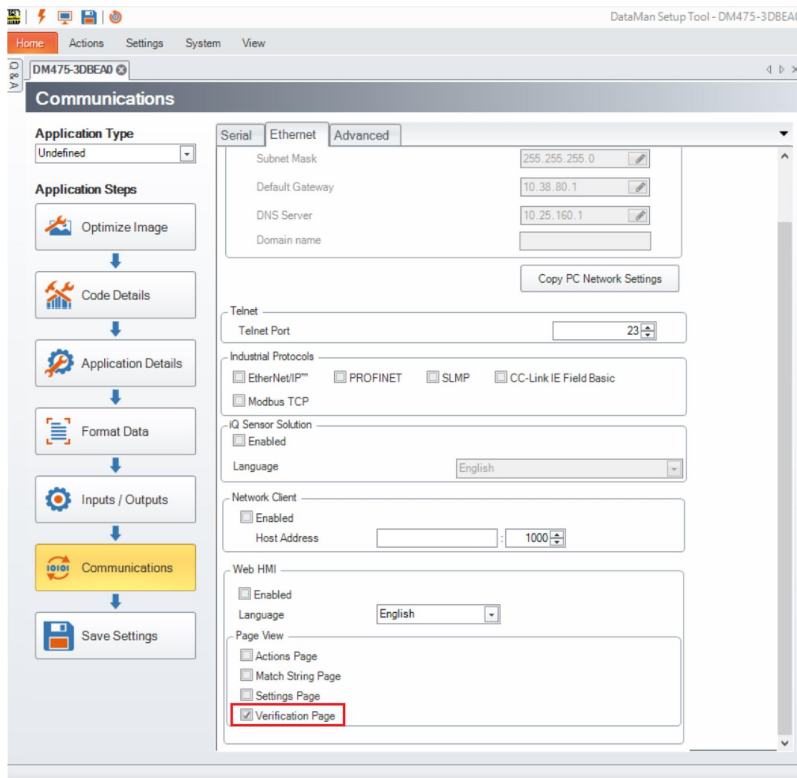 DataMan Setup Tool - DM475-3DBEA0
Home Actions Settings System View
Q & A
DM475-3DBEA0
Communications
Application Type
Undefined
Application Steps
Optimize Image
Code Details
Application Details
Format Data
Inputs / Outputs
Communications
Save Settings
Serial Ethernet Advanced
Subnet Mask 255.255.255.0
Default Gateway 10.38.80.1
DNS Server 10.25.160.1
Domain name
Copy PC Network Settings
Telnet
Telnet Port 23
Industrial Protocols
EtherNet/IP™ PROFINET SLMP CC-Link IE Field Basic
Modbus TCP
iQ Sensor Solution
Enabled
Language English
Network Client
Enabled
Host Address : 1000
Web HMI
Enabled
Language English
Page View
Actions Page
Match String Page
Settings Page
Verification Page